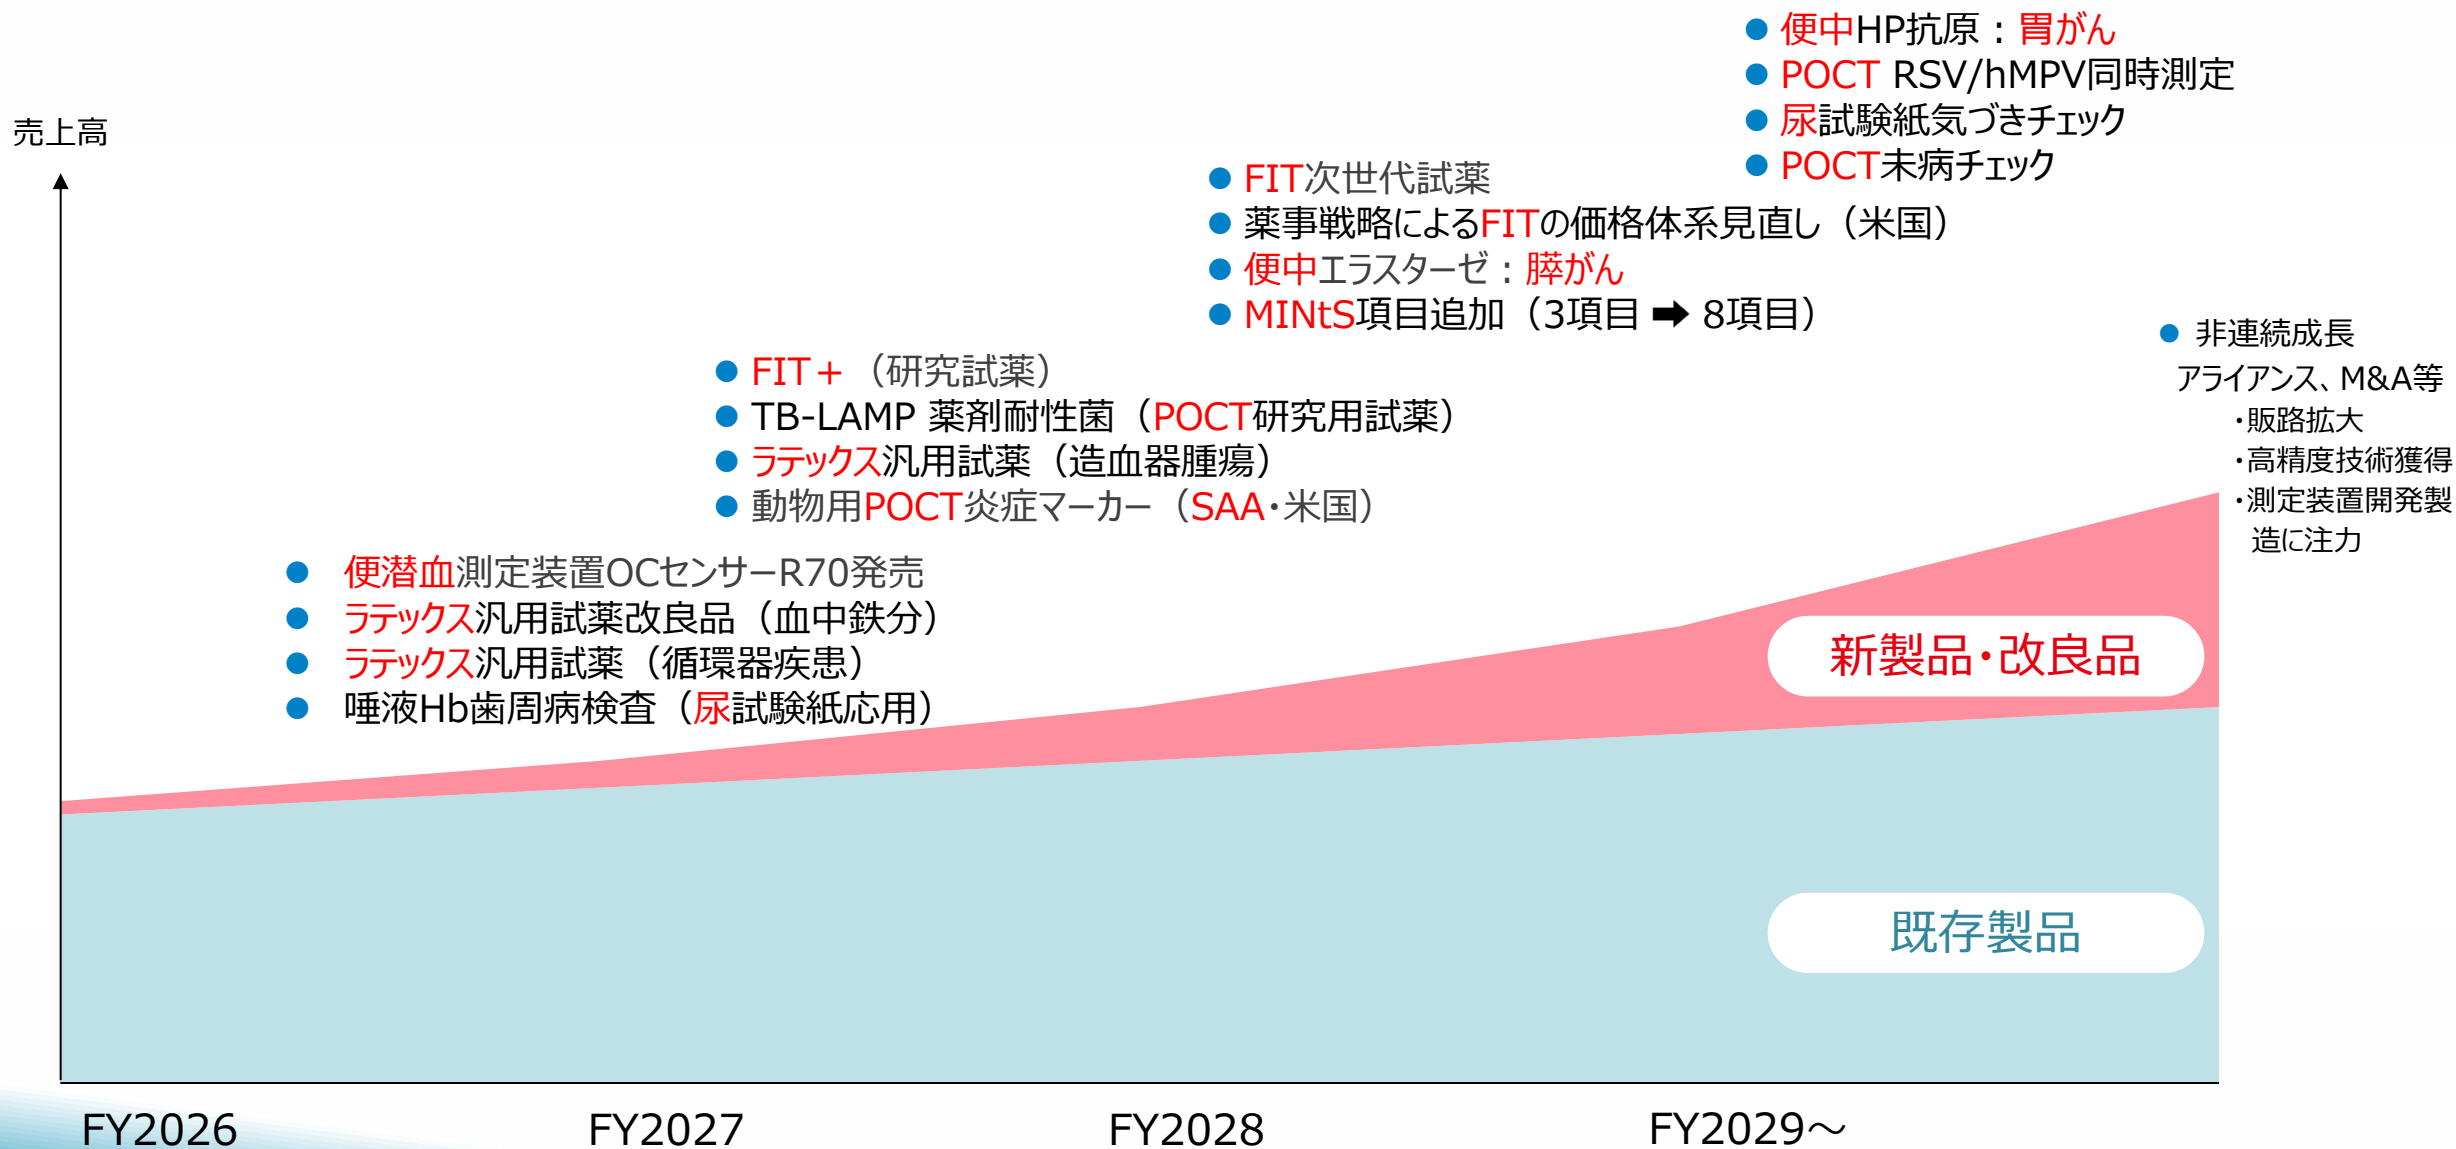 売上高
● 便中HP抗原：胃がん
● POCT RSV/hMPV同時測定
● 尿試験紙気づきチェック
● POCT未病チェック
● FIT次世代試薬
● 薬事戦略によるFITの価格体系見直し（米国）
● 便中エラスターゼ：膵がん
● MINtS項目追加（3項目 ➡ 8項目）
● 非連続成長
アライアンス、M&A等
・販路拡大
・高精度技術獲得
・測定装置開発製
造に注力
● FIT＋（研究試薬）
● TB-LAMP 薬剤耐性菌（POCT研究用試薬）
● ラテックス汎用試薬（造血器腫瘍）
● 動物用POCT炎症マーカー（SAA・米国）
● 便潜血測定装置OCセンサーR70発売
● ラテックス汎用試薬改良品（血中鉄分）
● ラテックス汎用試薬（循環器疾患）
● 唾液Hb歯周病検査（尿試験紙応用）
新製品・改良品
既存製品
FY2026
FY2027
FY2028
FY2029～